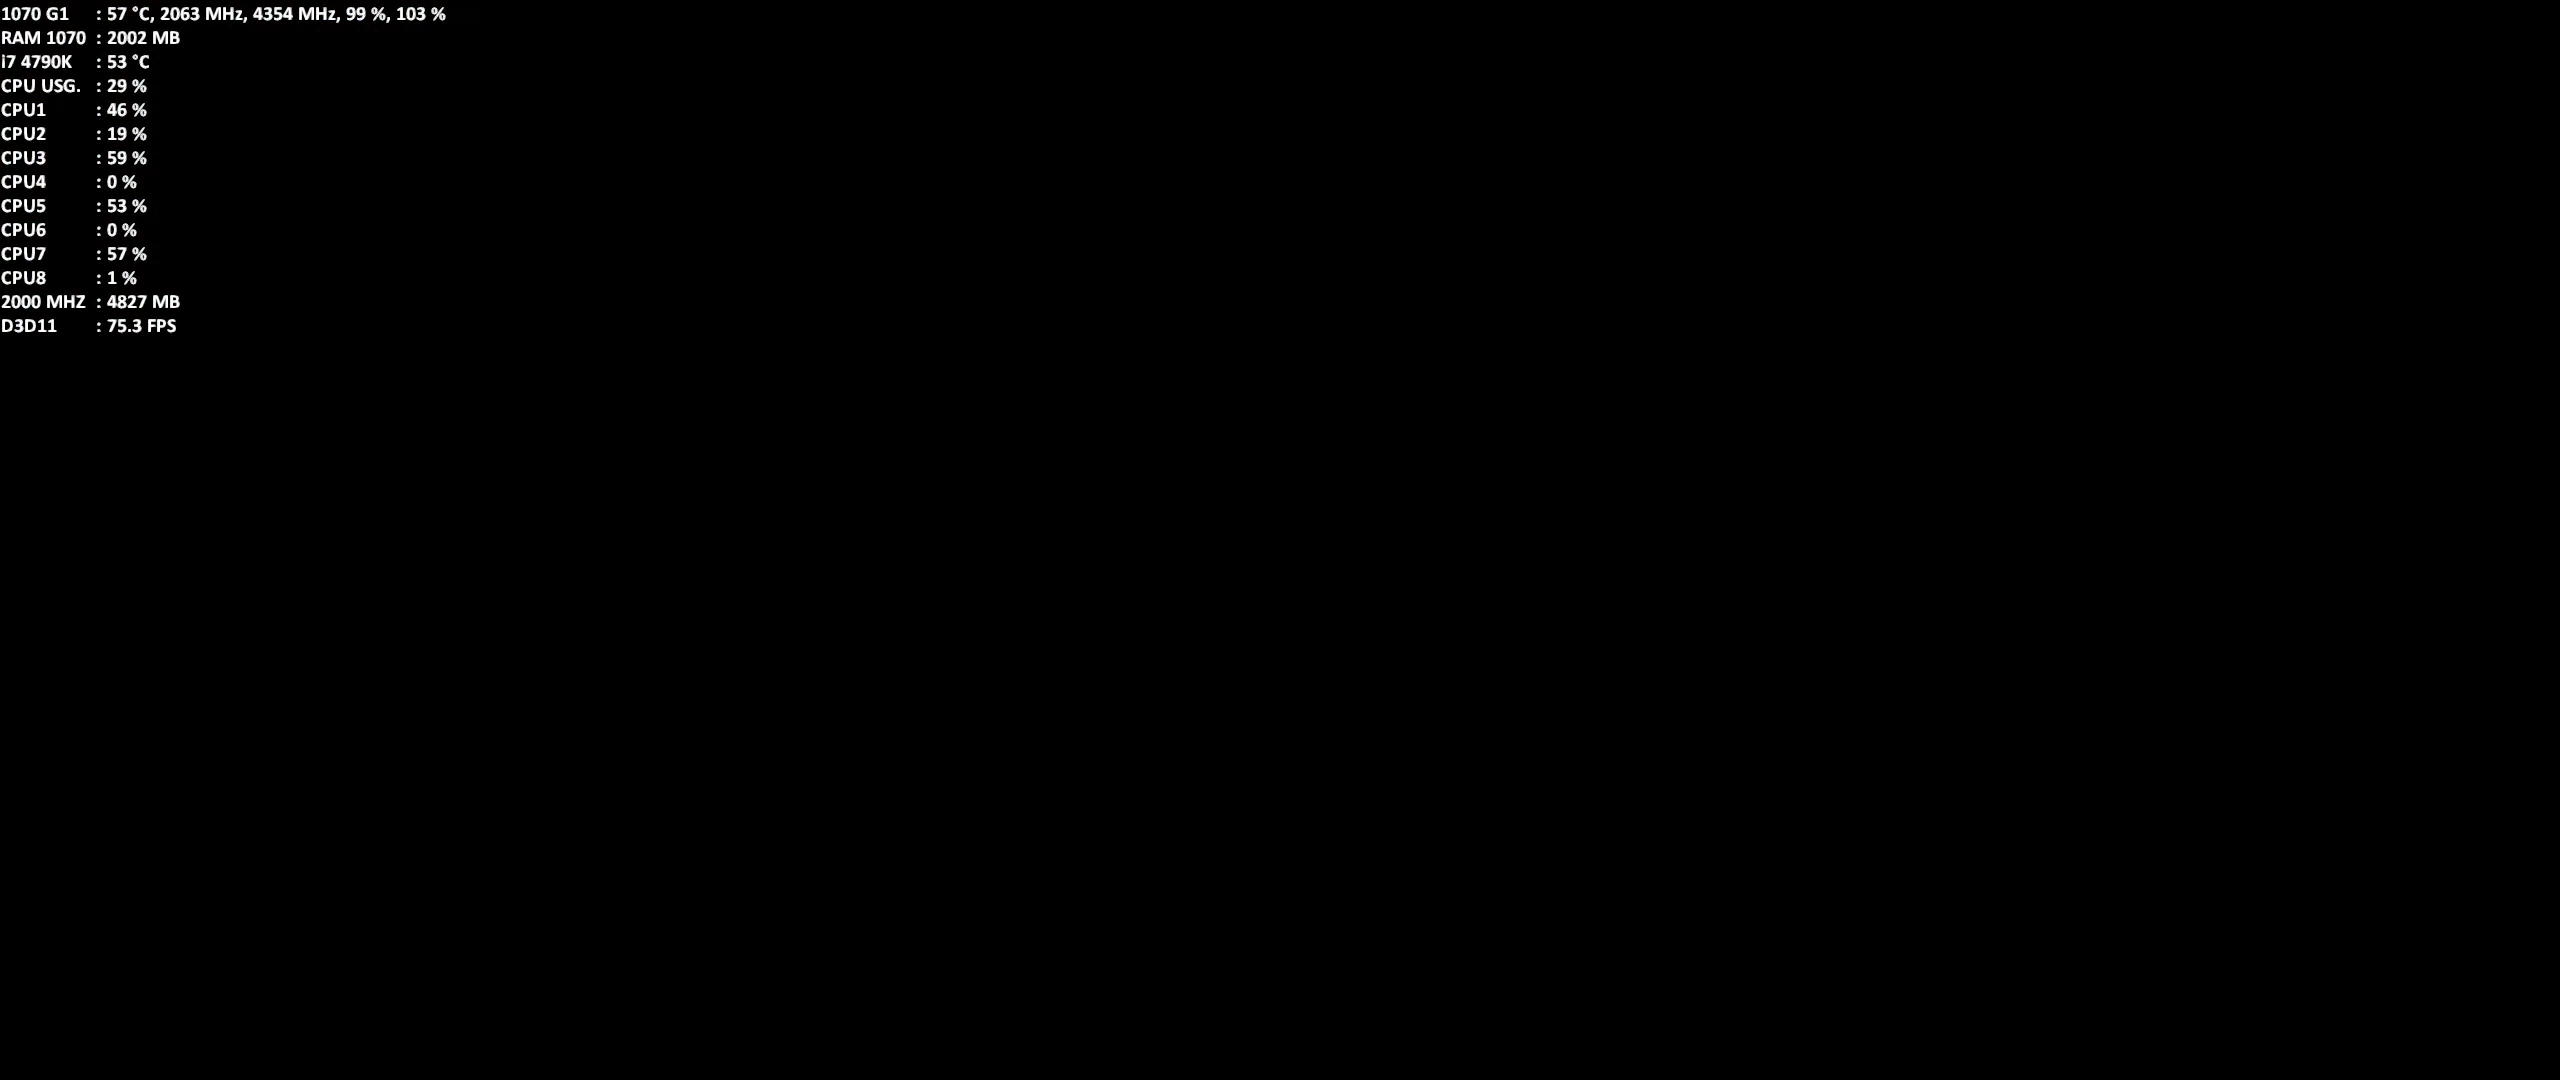 1070 G1 : 57 °C, 2063 MHz, 4354 MHz, 99 %, 103 %
RAM 1070 : 2002 MB
i7 4790K : 53 °C
CPU USG. : 29 %
CPU1 : 46 %
CPU2 : 19 %
CPU3 : 59 %
CPU4 : 0 %
CPU5 : 53 %
CPU6 : 0 %
CPU7 : 57 %
CPU8 : 1 %
2000 MHZ : 4827 MB
D3D11 : 75.3 FPS